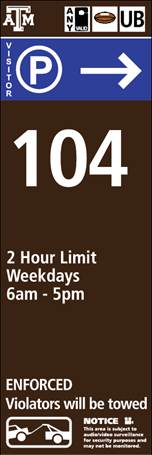 ATM
ANY VALID UB
VISITOR P
104
2 Hour Limit
Weekdays
6am - 5pm
ENFORCED
Violators will be towed
NOTICE
This area is subject to
audio/video surveillance
for security purposes and
may not be monitored.